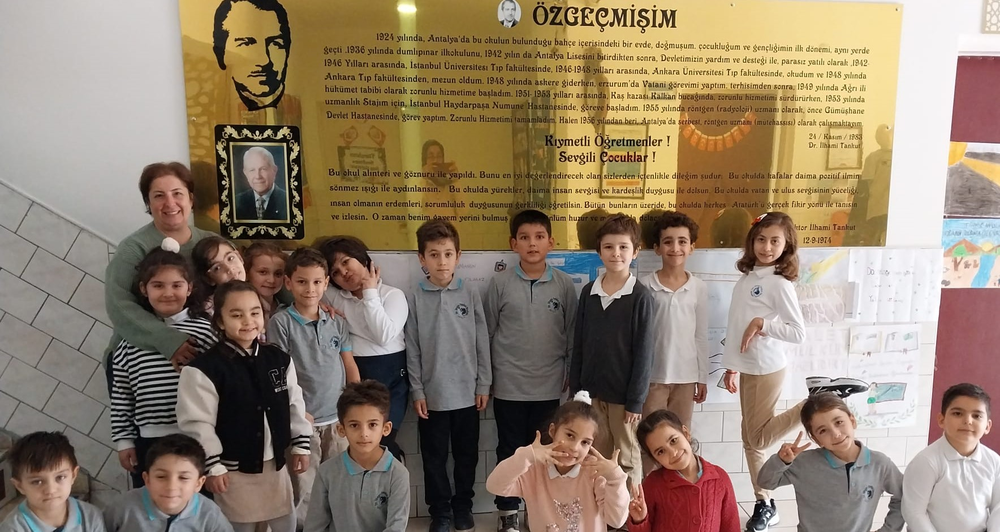 ÖZGEÇMİŞİM
1924 yılında, Antalya'da bu okulun bulunduğu bahçe içerisindeki bir evde, doğmuşum. çocukluğum ve gençliğimin ilk dönemi, aynı yerde
geçti .1936 yılında dumlıpınar ilkokulunu, 1942 yılın da Antalya Lisesini bitirdikten sonra, Devletimizin yardım ve desteği ile, parasız yatılı olarak ,1942-
1946 Yılları arasında, İstanbul Üniversitesi Tıp fakültesinde, 1946-1948 yılları arasında, Ankara Üniversitesi Tıp fakültesinde, okudum ve 1948 yılında
Ankara Tıp fakültesinden, mezun oldum. 1948 yılında askere giderken, erzurum'da Vatani görevimi yaptım. terhisimden sonra, 1949 yılında Ağrı ili
hükümet tabibi olarak zorunlu hizmetime başladım. 1951- 1953 yılları arasında, Kaş kazası Kalkan bucağında, zorunlu hizmetimi sürdürürken, 1953 yılında
uzmanlık Stajım için, İstanbul Haydarpaşa Numune Hastanesinde, göreve başladım. 1955 yılında röntgen (radyoloji) uzmanı olarak, önce Gümüşhane
Devlet Hastanesinde, görev yaptım. Zorunlu Hizmetimi tamamladım. Halen 1956 yılından beri, Antalya'da serbest, röntgen uzmanı (mütehassısı) olarak çalışmaktayım.
24 / Kasım / 1983
Dr. İlhami Tankut
Kıymetli Öğretmenler !
Sevgili Çocuklar !
Bu okul alınteri ve göznuru ile yapıldı. Bunu en iyi değerlendirecek olan sizlerden içtenlikle dileğim şudur: Bu okulda kafalar daima pozitif ilmin
sönmez ışığı ile aydınlansın. Bu okulda yürekler, daima insan sevgisi ve kardeşlik duygusu ile dolsun. Bu okulda vatan ve ulus sevgisinin yüceliği,
insan olmanın erdemleri, sorumluluk duygusunun gerkliliği öğretilsin. Bütün bunların üzeride, bu okulda herkes Atatürk'ü gerçek fikir yönü ile tanısın
ve izlesin. O zaman benim gayem yerini bulmuş huzur ve
İlhami Tankut
12-9-1974